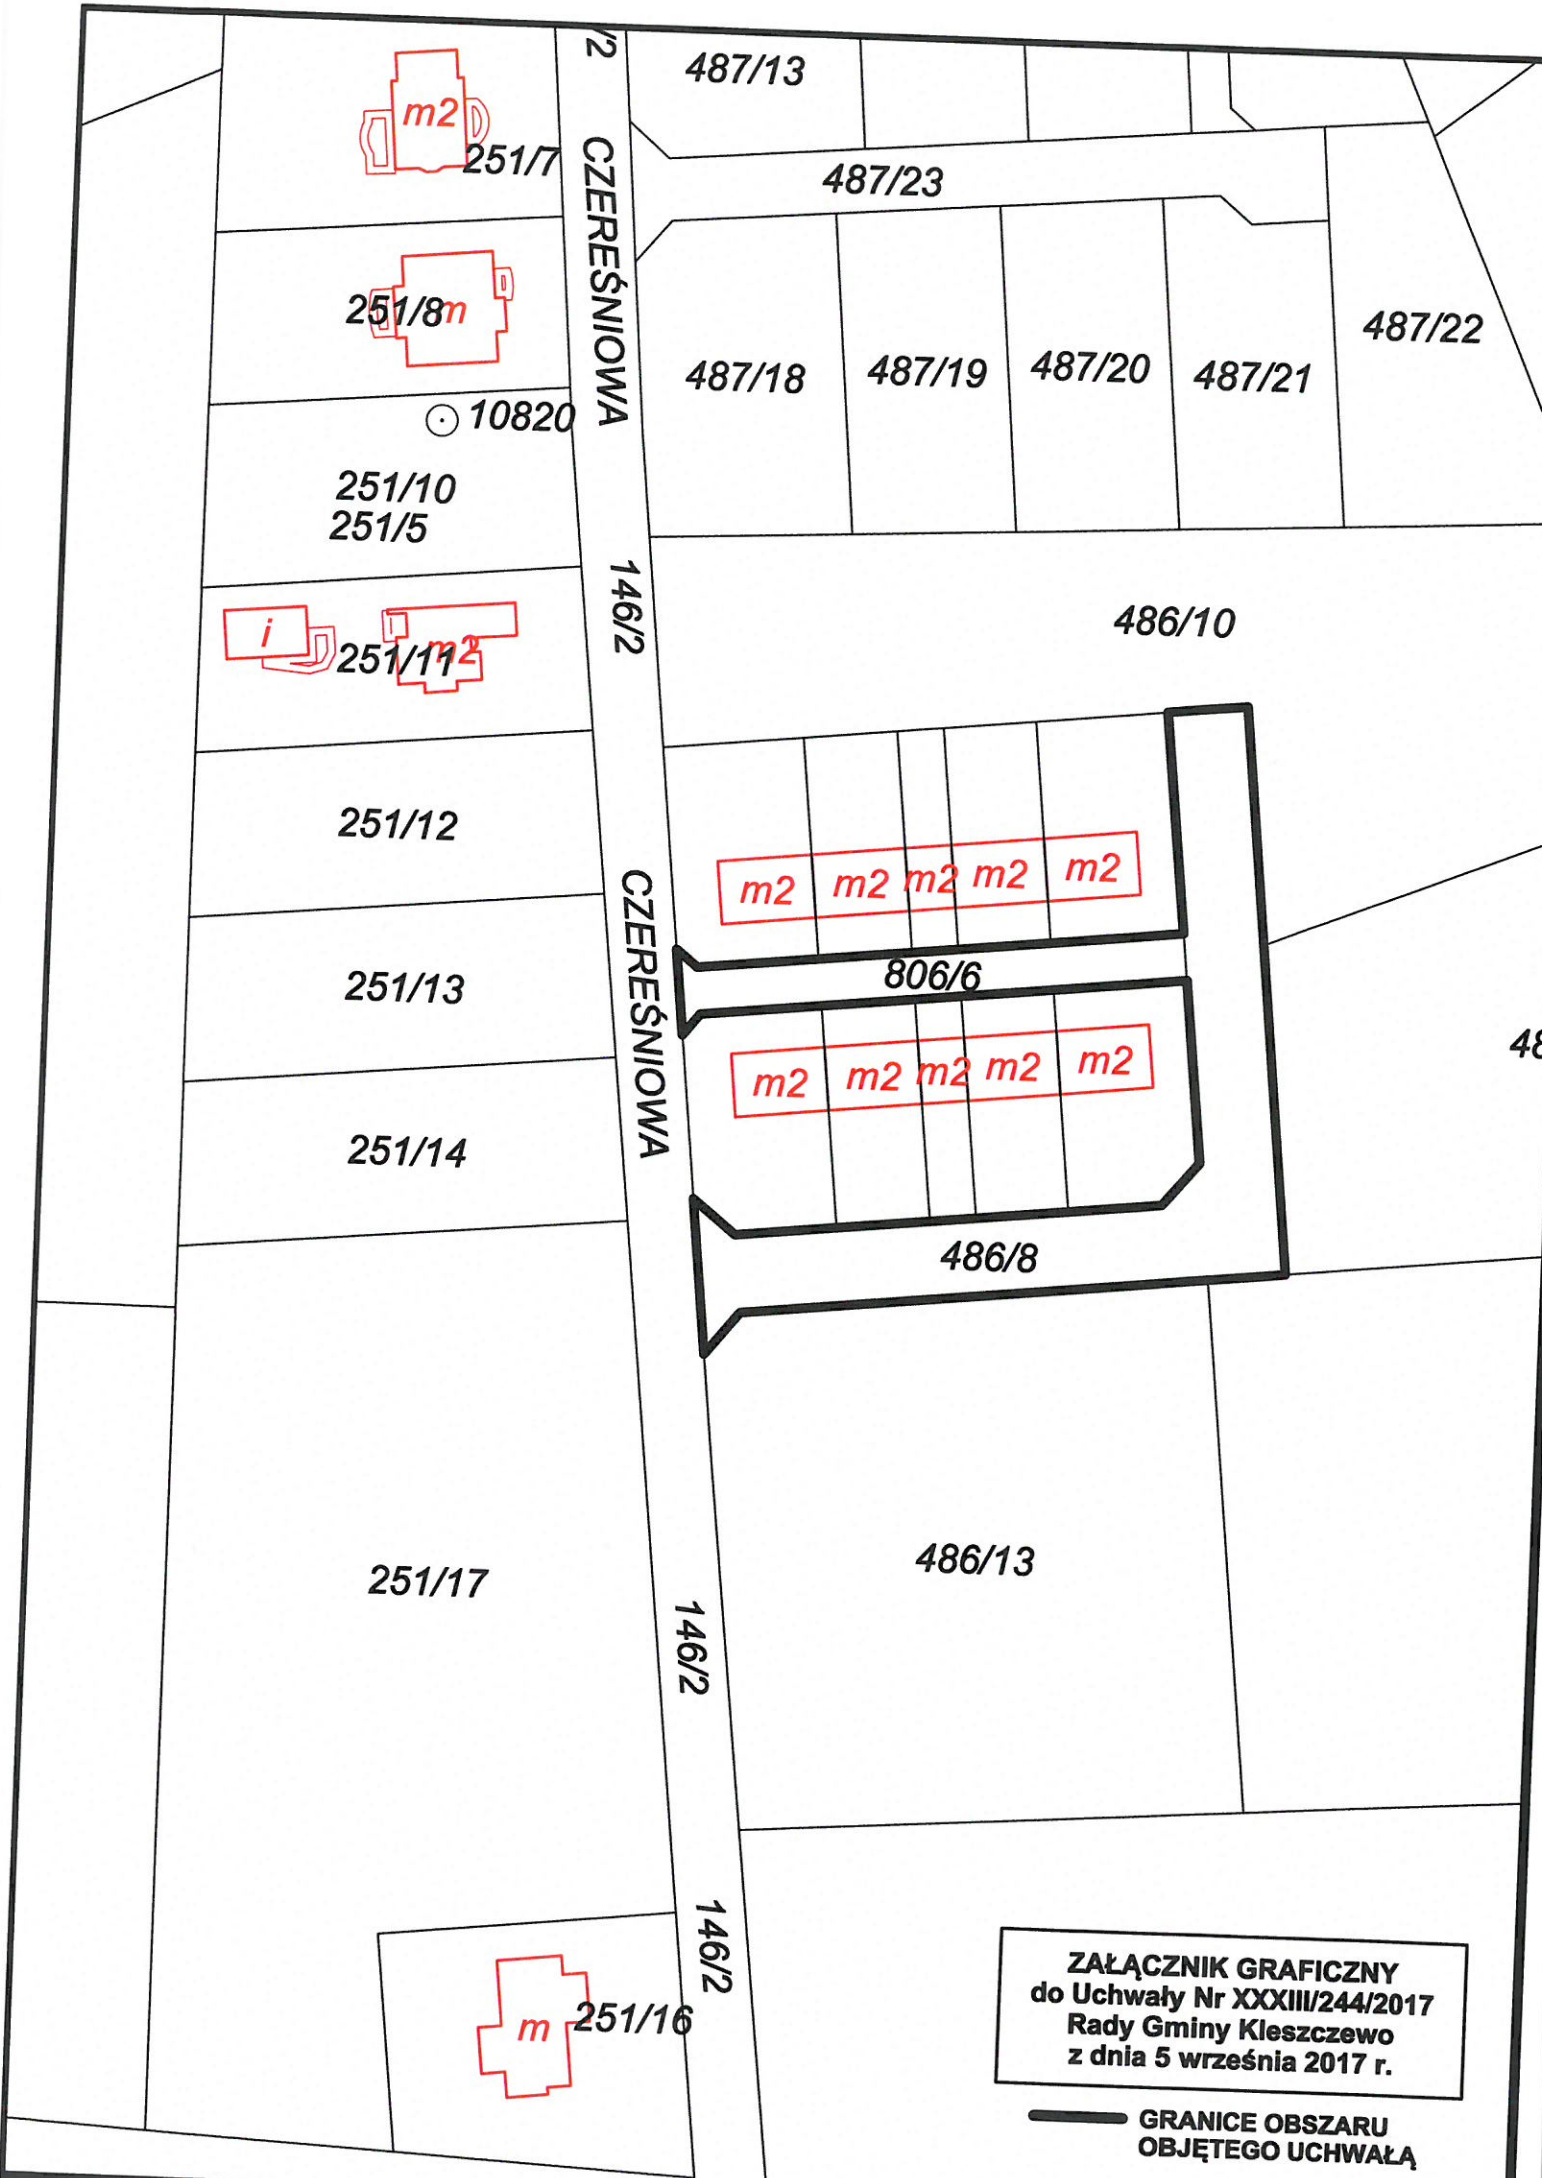 /2
487/13
m2
251/7
CZEREŚNIOWA
487/23
251/8
m
487/18
487/19
487/20
487/21
487/22
10820
251/10
251/5
146/2
486/10
i
251/11
m2
251/12
CZEREŚNIOWA
m2
m2
m2
m2
m2
251/13
806/6
48
m2
m2
m2
m2
m2
251/14
486/8
251/17
486/13
146/2
146/2
m
251/16
ZAŁĄCZNIK GRAFICZNY
do Uchwały Nr XXXIII/244/2017
Rady Gminy Kleszczewo
z dnia 5 września 2017 r.
GRANICE OBSZARU
OBJĘTEGO UCHWAŁĄ